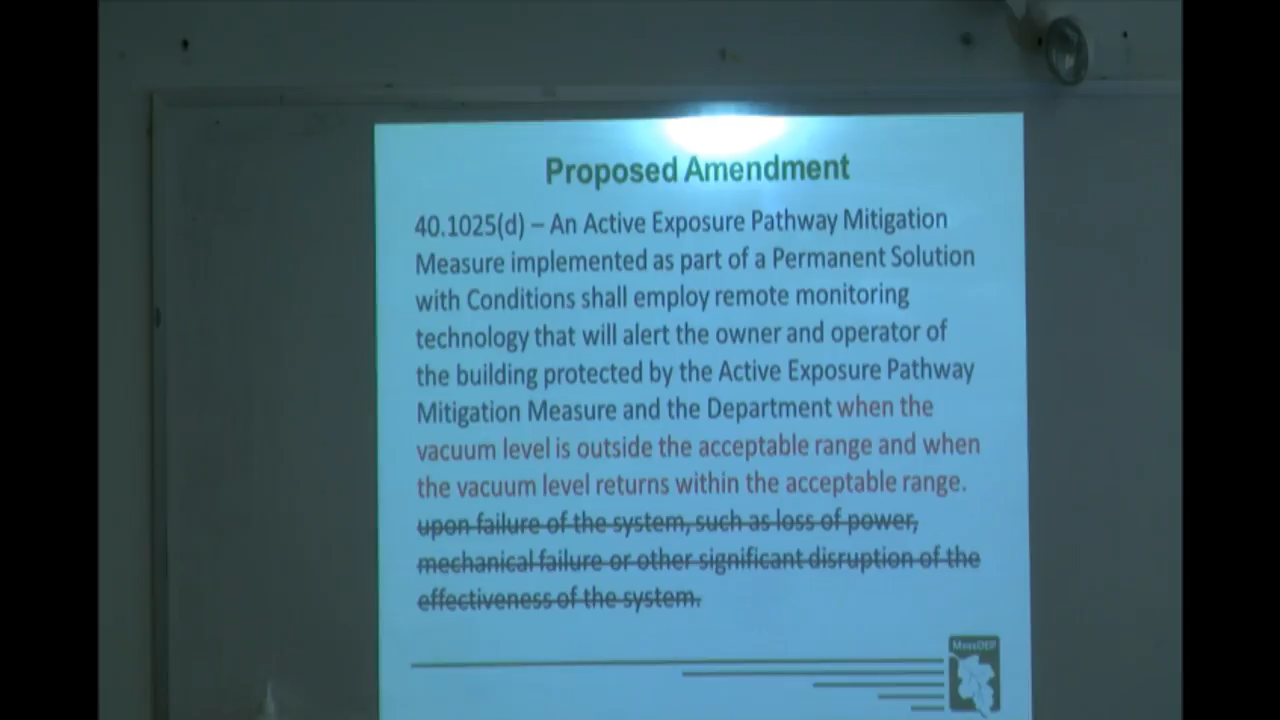 Proposed Amendment
40.1025(d) – An Active Exposure Pathway Mitigation
Measure implemented as part of a Permanent Solution
with Conditions shall employ remote monitoring
technology that will alert the owner and operator of
the building protected by the Active Exposure Pathway
Mitigation Measure and the Department when the
vacuum level is outside the acceptable range and when
the vacuum level returns within the acceptable range.
upon failure of the system, such as loss of power,
mechanical failure or other significant disruption of the
effectiveness of the system.
MassDEP